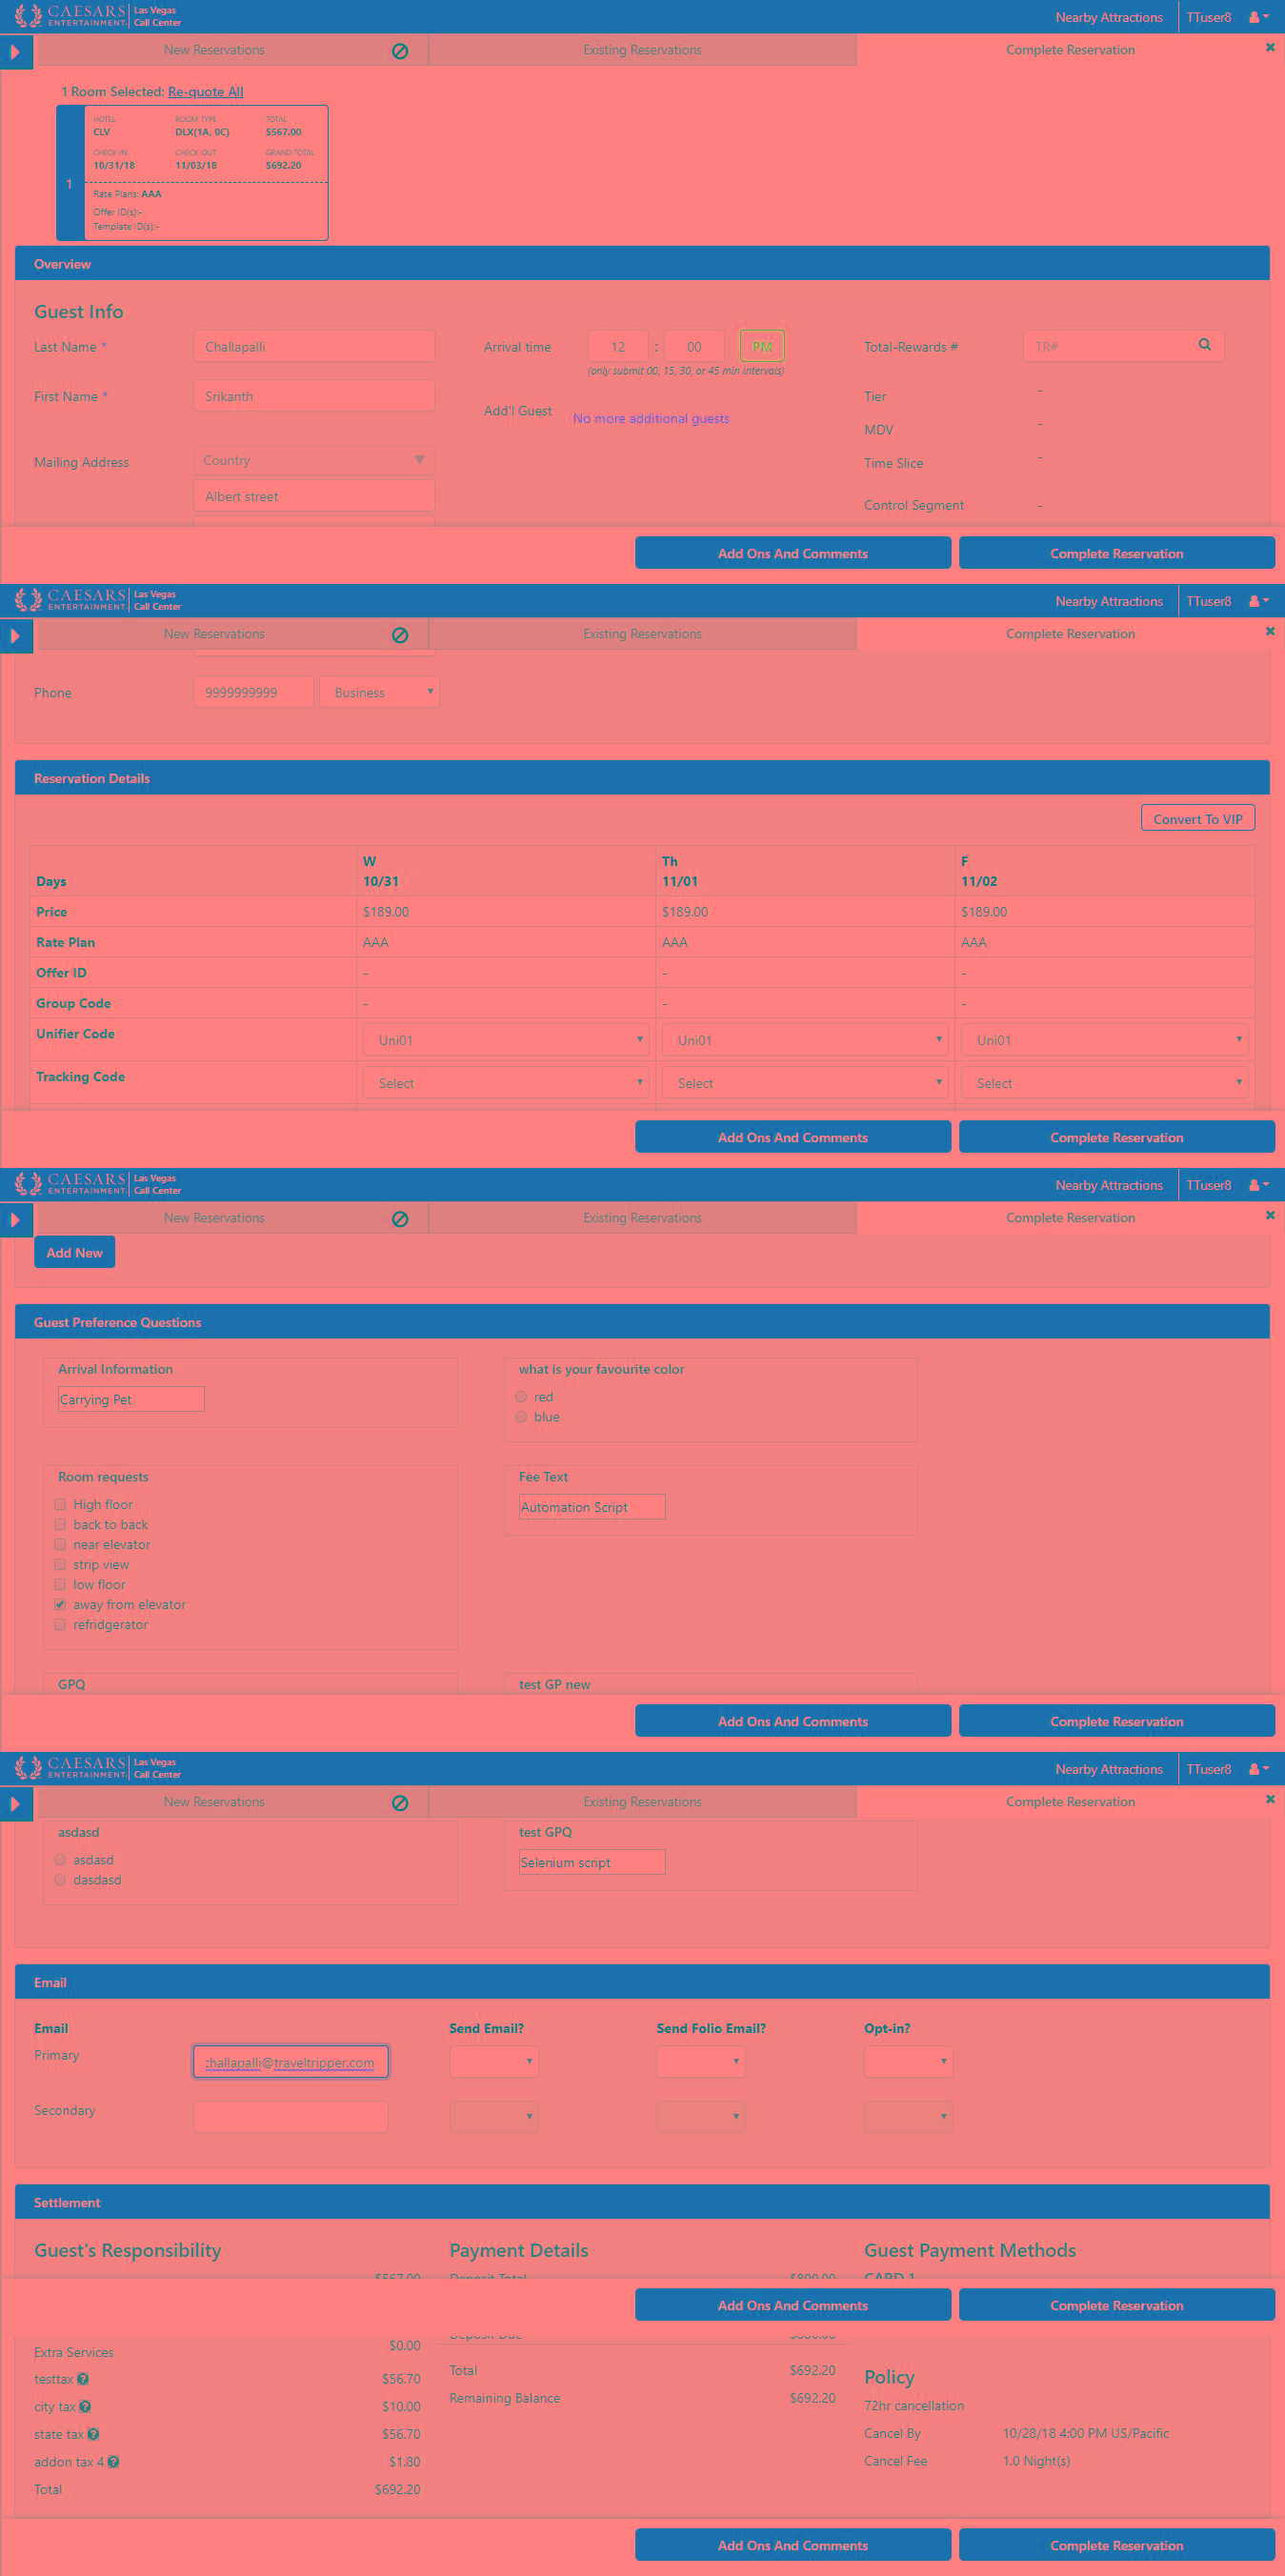 CAESARS ENTERTAINMENT. Las Vegas Call Center Nearby Attractions TTuser8
New Reservations Existing Reservations Complete Reservation
1 Room Selected: Re-quote All
HOTEL ROOM TYPE TOTAL
CLV DLX(1A, 0C) $567.00
CHECK-IN CHECK-OUT GRAND TOTAL
10/31/18 11/03/18 $692.20
1
Rate Plans: AAA
Offer ID(s):-
Template ID(s):-
Overview
Guest Info
Last Name * Challapalli Arrival time 12 : 00 PM Total-Rewards # TR#
(only submit 00, 15, 30, or 45 min intervals)
First Name * Srikanth Add'l Guest No more additional guests Tier -
MDV -
Mailing Address Country Time Slice -
Albert street Control Segment -
Add Ons And Comments Complete Reservation
CAESARS ENTERTAINMENT. Las Vegas Call Center Nearby Attractions TTuser8
New Reservations Existing Reservations Complete Reservation
Phone 9999999999 Business
Reservation Details
Convert To VIP
W Th F
Days 10/31 11/01 11/02
Price $189.00 $189.00 $189.00
Rate Plan AAA AAA AAA
Offer ID - - -
Group Code - - -
Unifier Code Uni01 Uni01 Uni01
Tracking Code Select Select Select
Add Ons And Comments Complete Reservation
CAESARS ENTERTAINMENT. Las Vegas Call Center Nearby Attractions TTuser8
New Reservations Existing Reservations Complete Reservation
Add New
Guest Preference Questions
Arrival Information what is your favourite color
Carrying Pet red
blue
Room requests Fee Text
High floor Automation Script
back to back
near elevator
strip view
low floor
away from elevator
refridgerator
GPQ test GP new
Add Ons And Comments Complete Reservation
CAESARS ENTERTAINMENT. Las Vegas Call Center Nearby Attractions TTuser8
New Reservations Existing Reservations Complete Reservation
asdasd test GPQ
asdasd Selenium script
dasdasd
Email
Email Send Email? Send Folio Email? Opt-in?
Primary challapalli@traveltripper.com
Secondary
Settlement
Guest's Responsibility Payment Details Guest Payment Methods
$567.00 Deposit Total $800.00 CARD 1
Add Ons And Comments Complete Reservation
Deposit Due
Extra Services $0.00
Total $692.20 Policy
testtax $56.70
Remaining Balance $692.20 72hr cancellation
city tax $10.00
state tax $56.70 Cancel By 10/28/18 4:00 PM US/Pacific
addon tax 4 $1.80 Cancel Fee 1.0 Night(s)
Total $692.20
Add Ons And Comments Complete Reservation